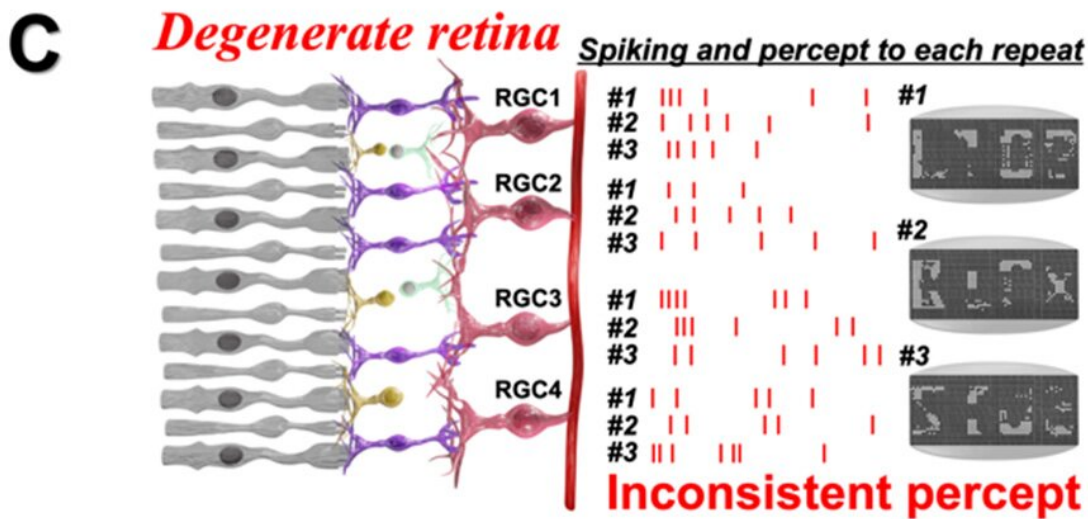 C
Degenerate retina
Spiking and percept to each repeat
RGC1
#1
#2
#3
RGC2
#1
#2
#3
RGC3
#1
#2
#3
RGC4
#1
#2
#3
#1
#2
#3
Inconsistent percept